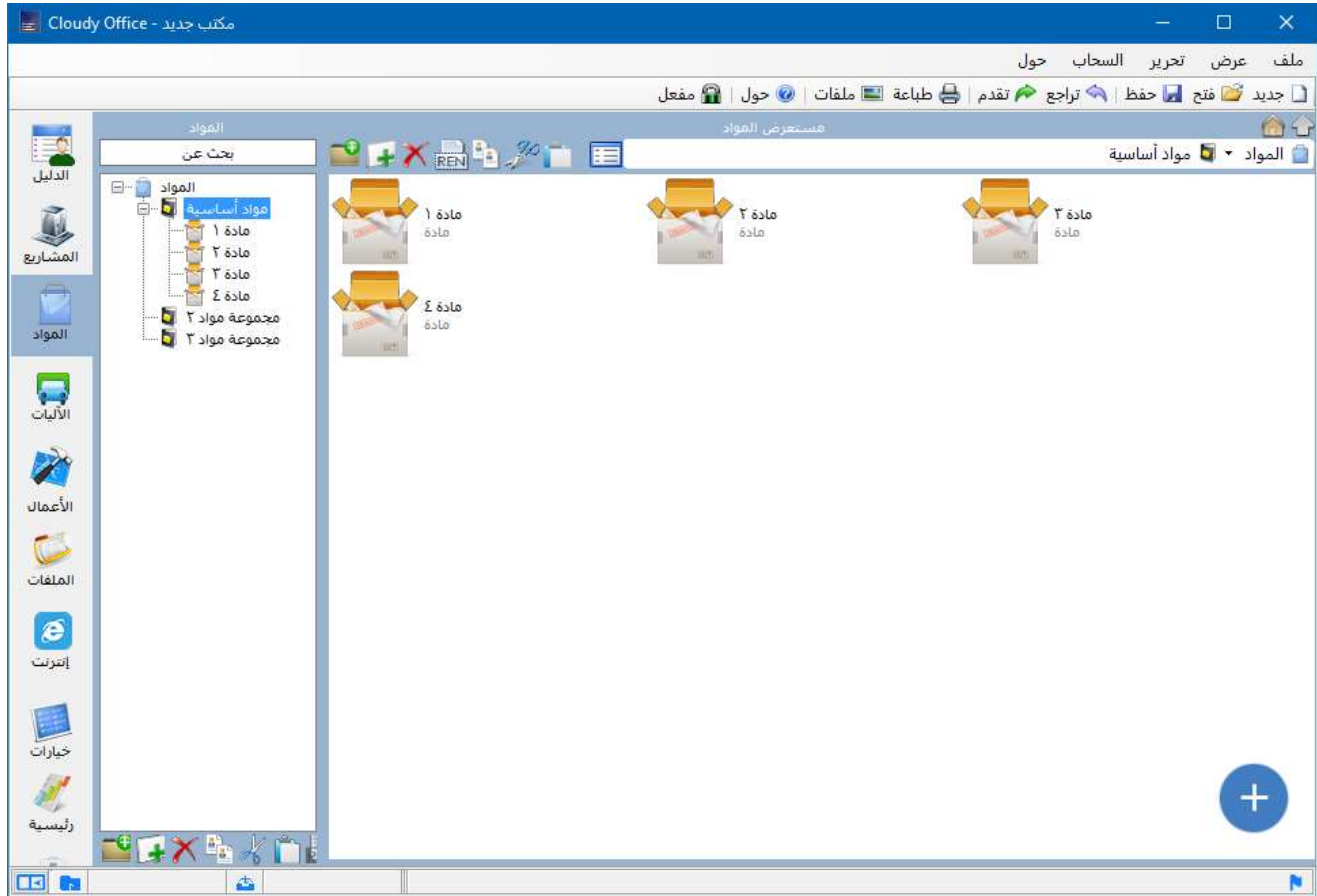 Cloudy Office - مكتب جديد
ملف عرض تحرير السحاب حول
جديد فتح حفظ تراجع تقدم طباعة ملفات حول مفعل
المواد
مستعرض المواد
بحث عن
REN
المواد مواد أساسية
الدليل
المشاريع
المواد
الأليات
الأعمال
الملفات
إنترنت
خيارات
رئيسية
المواد
مواد أساسية
مادة ١
مادة ٢
مادة ٣
مادة ٤
مجموعة مواد ٢
مجموعة مواد ٣
مادة ١
مادة
مادة ٢
مادة
مادة ٣
مادة
مادة ٤
مادة